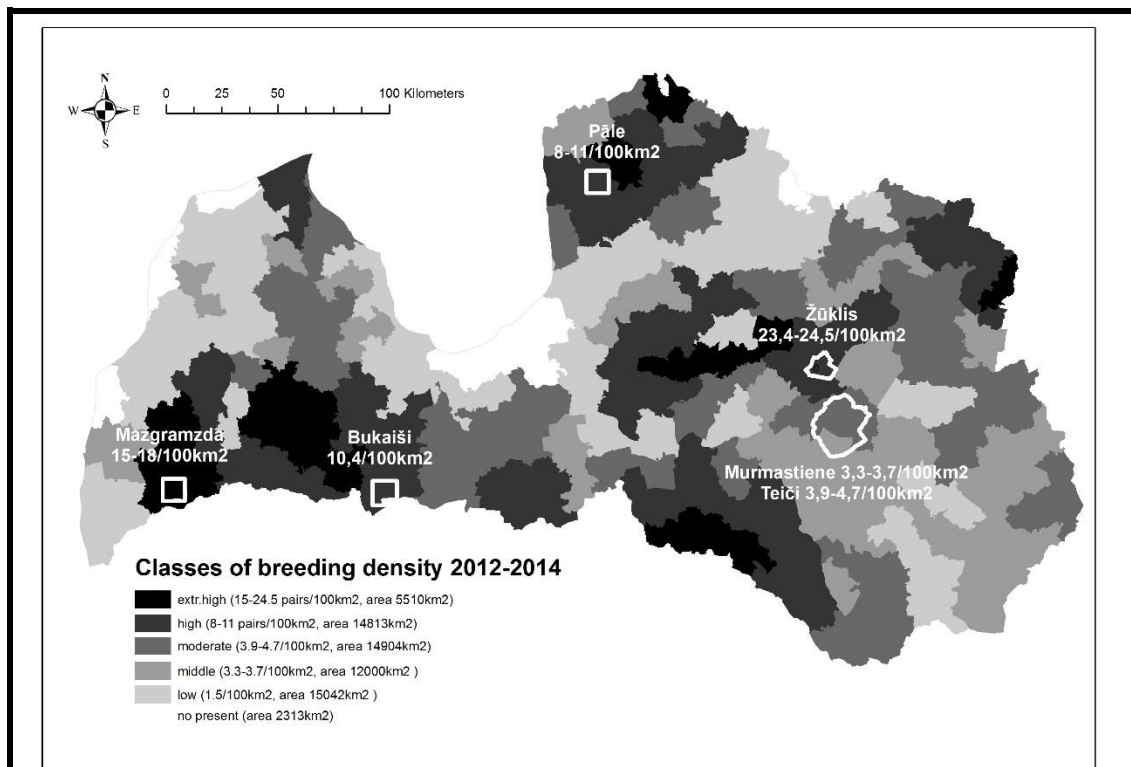 N
W E
S
0 25 50 100 Kilometers
Pāle
8-11/100km2
Žūklis
23,4-24,5/100km2
Mazgramzda
15-18/100km2
Bukaiši
10,4/100km2
Murmastiene 3,3-3,7/100km2
Teiči 3,9-4,7/100km2
Classes of breeding density 2012-2014
extr.high (15-24.5 pairs/100km2, area 5510km2)
high (8-11 pairs/100km2, area 14813km2)
moderate (3.9-4.7/100km2, area 14904km2)
middle (3.3-3.7/100km2, area 12000km2 )
low (1.5/100km2, area 15042km2 )
no present (area 2313km2)